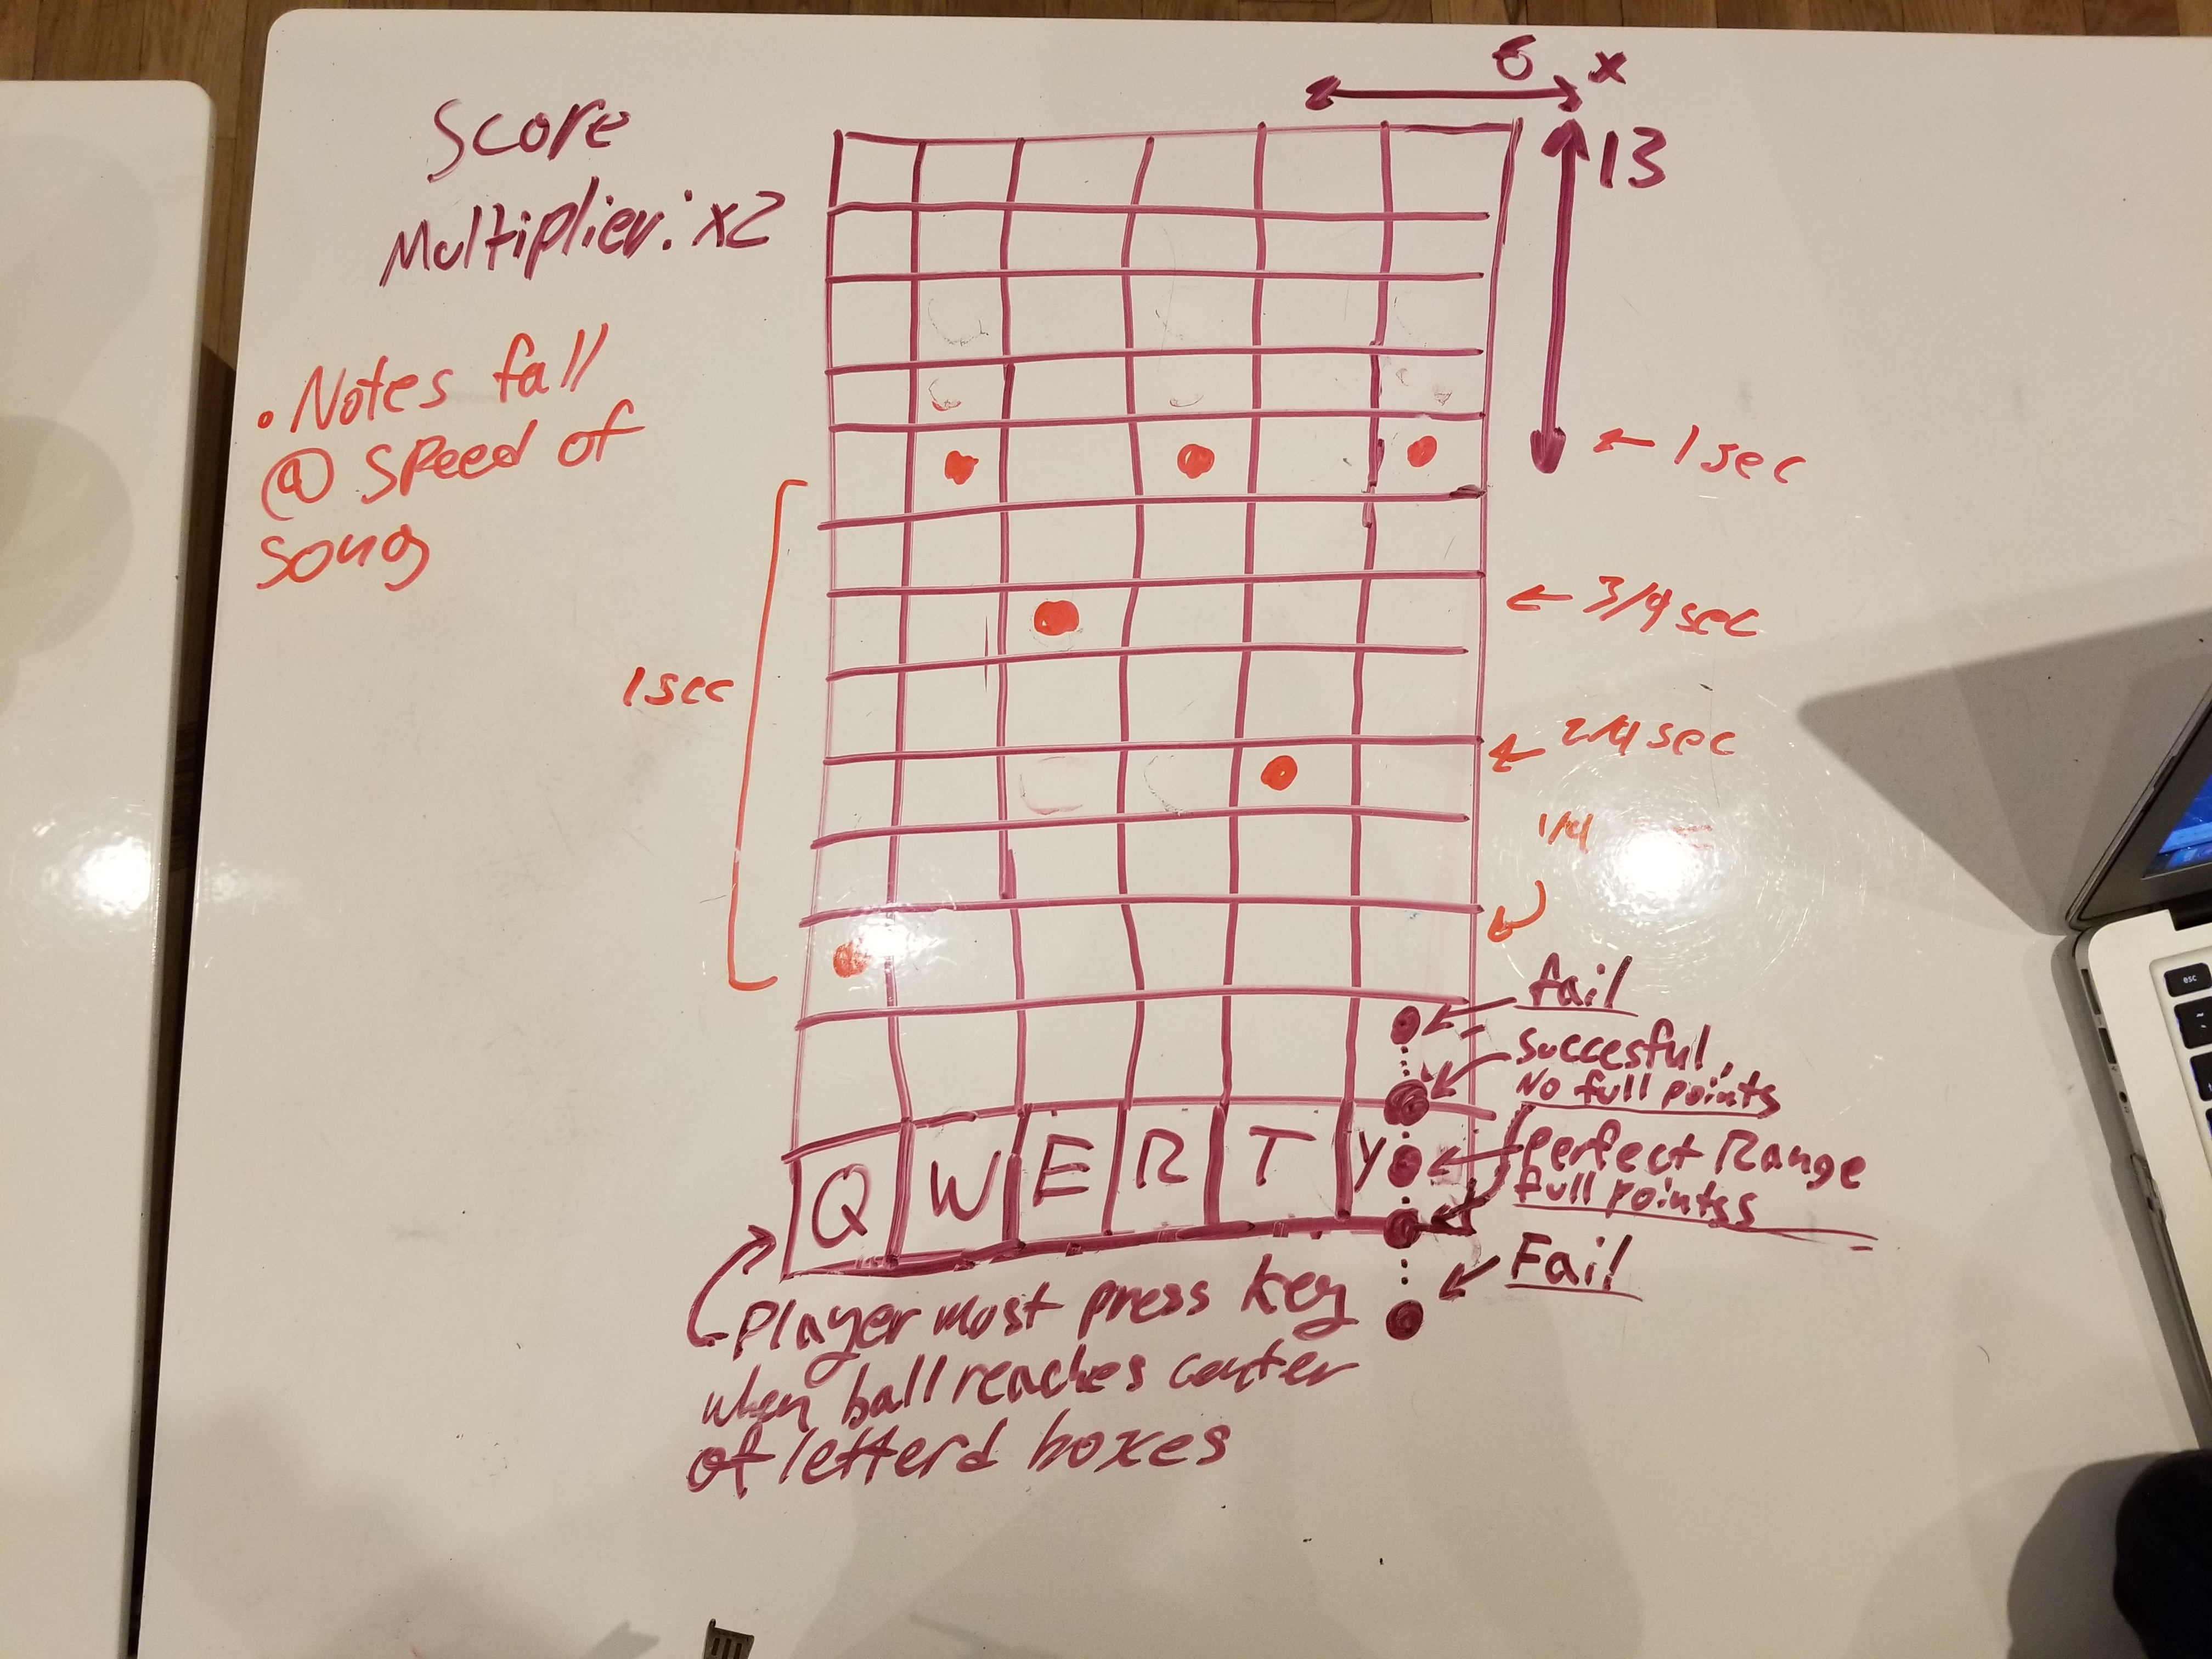 6 x
13
Score
Multiplier: x2
• Notes fall
@ Speed of
song
← 1 sec
← 3/4 sec
1 sec
← 2/4 sec
1/4
fail
Succesful,
No full points
Perfect Range
full pointss
Fail
Q W E R T Y
Player most press key
when ball reaches center
of letterd boxes
esc